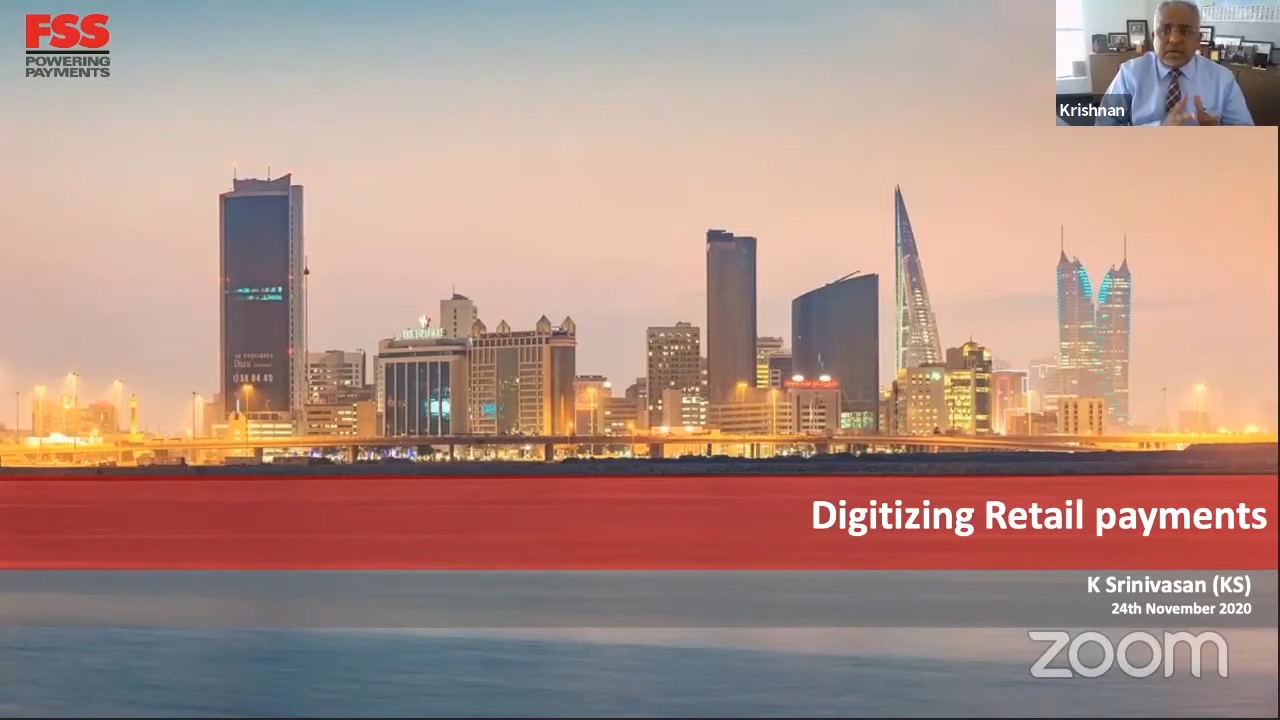 FSS
POWERING
PAYMENTS
Krishnan
Digitizing Retail payments
K Srinivasan (KS)
24th November 2020
zoom